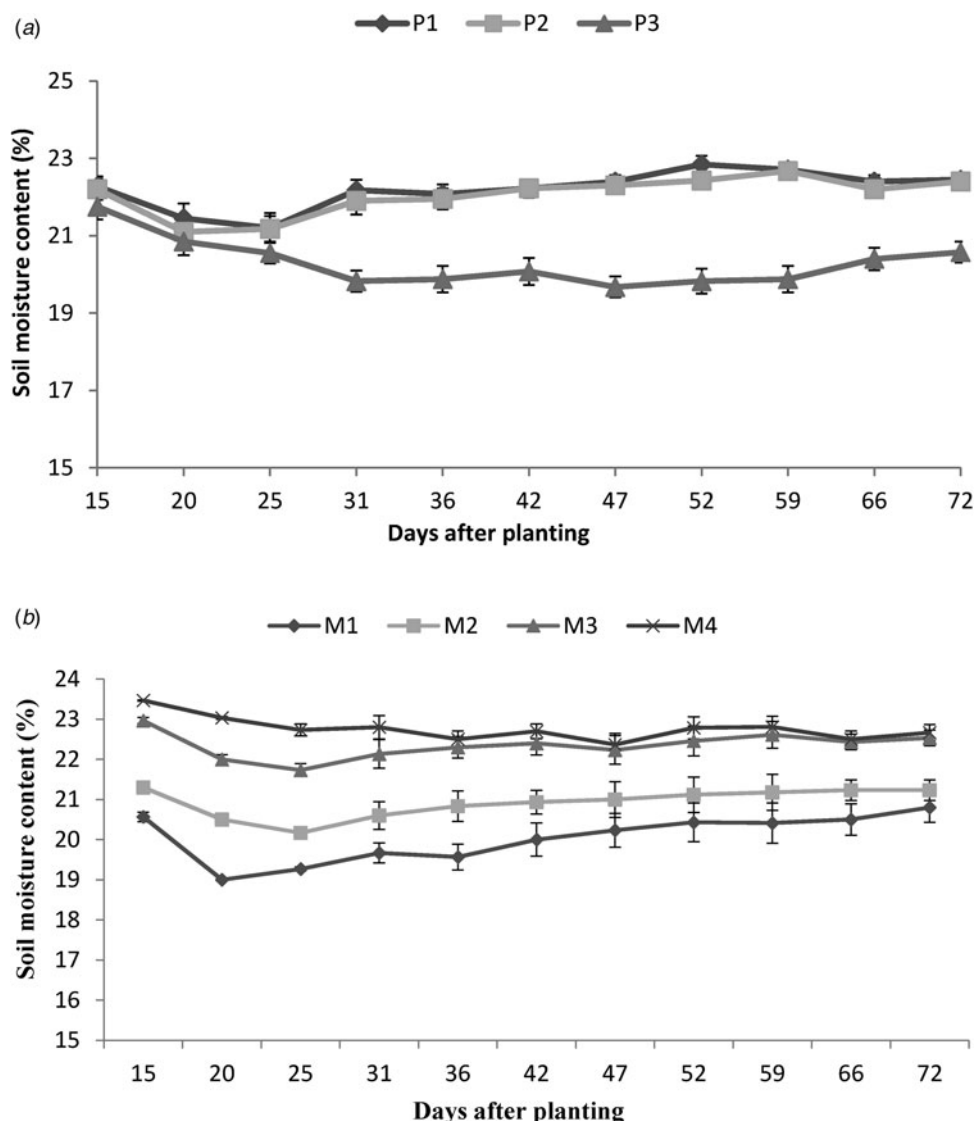 (a)
P1 P2 P3
25
23
21
19
17
15
Soil moisture content (%)
15 20 25 31 36 42 47 52 59 66 72
Days after planting
(b)
M1 M2 M3 M4
24
23
22
21
20
19
18
17
16
15
Soil moisture content (%)
15 20 25 31 36 42 47 52 59 66 72
Days after planting